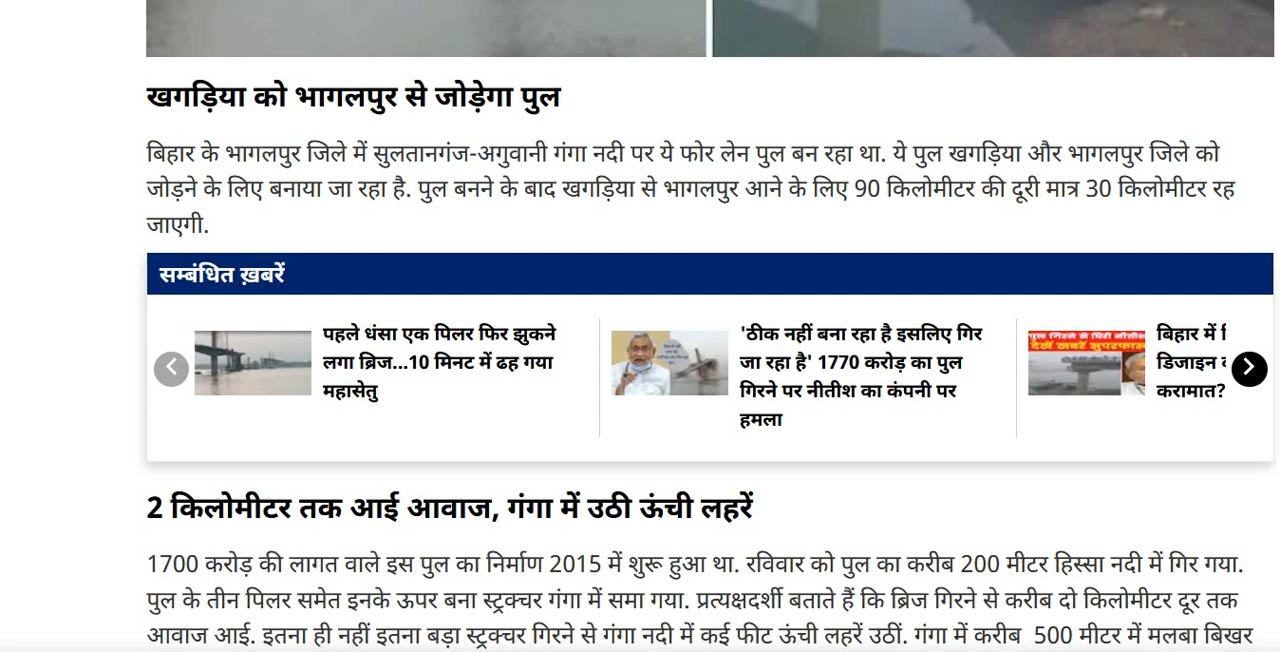 खगड़िया को भागलपुर से जोड़ेगा पुल
बिहार के भागलपुर जिले में सुलतानगंज-अगुवानी गंगा नदी पर ये फोर लेन पुल बन रहा था. ये पुल खगड़िया और भागलपुर जिले को
जोड़ने के लिए बनाया जा रहा है. पुल बनने के बाद खगड़िया से भागलपुर आने के लिए 90 किलोमीटर की दूरी मात्र 30 किलोमीटर रह
जाएगी.
सम्बंधित ख़बरें
पहले धंसा एक पिलर फिर झुकने
लगा ब्रिज...10 मिनट में ढह गया
महासेतु
'ठीक नहीं बना रहा है इसलिए गिर
जा रहा है' 1770 करोड़ का पुल
गिरने पर नीतीश का कंपनी पर
हमला
बिहार में
डिजाइन
करामात?
2 किलोमीटर तक आई आवाज, गंगा में उठी ऊंची लहरें
1700 करोड़ की लागत वाले इस पुल का निर्माण 2015 में शुरू हुआ था. रविवार को पुल का करीब 200 मीटर हिस्सा नदी में गिर गया.
पुल के तीन पिलर समेत इनके ऊपर बना स्ट्रक्चर गंगा में समा गया. प्रत्यक्षदर्शी बताते हैं कि ब्रिज गिरने से करीब दो किलोमीटर दूर तक
आवाज आई. इतना ही नहीं इतना बड़ा स्ट्रक्चर गिरने से गंगा नदी में कई फीट ऊंची लहरें उठीं. गंगा में करीब 500 मीटर में मलबा बिखर